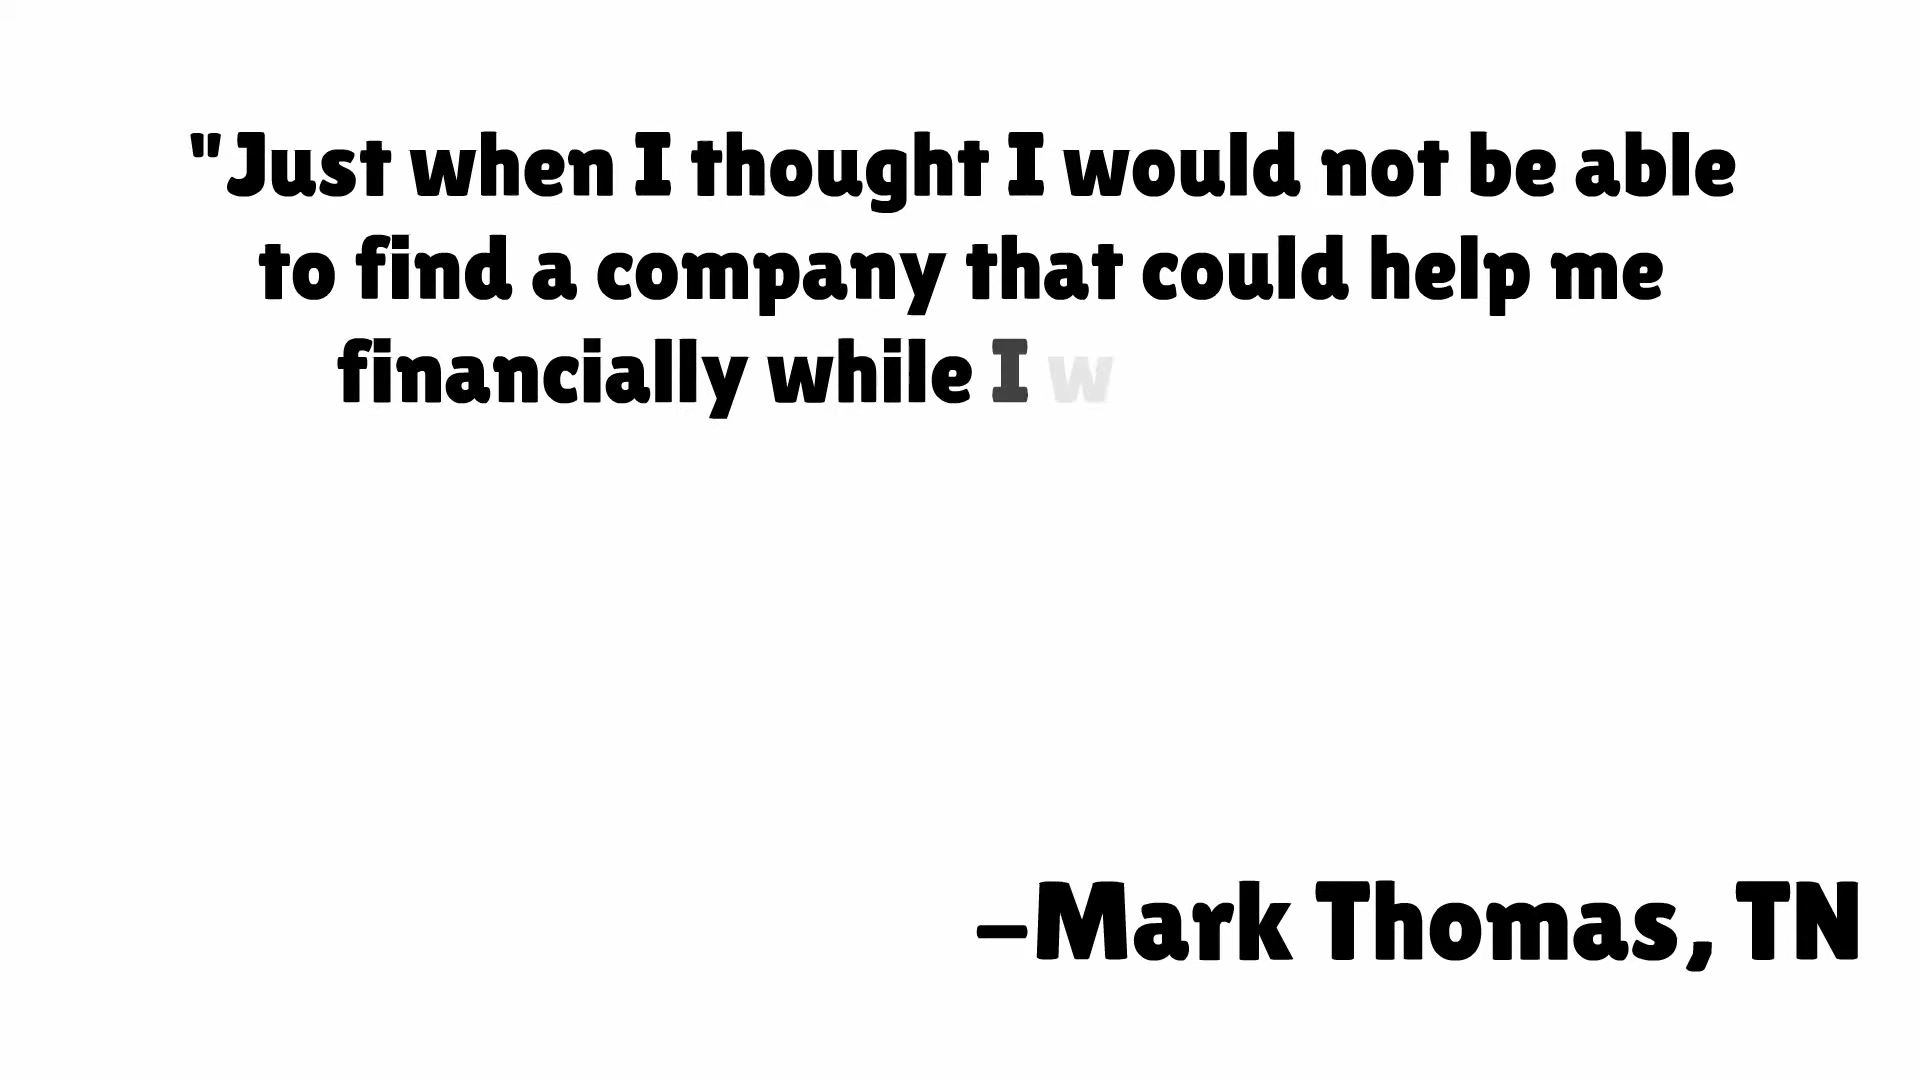 "Just when I thought I would not be able
to find a company that could help me
financially while I w
–Mark Thomas, TN